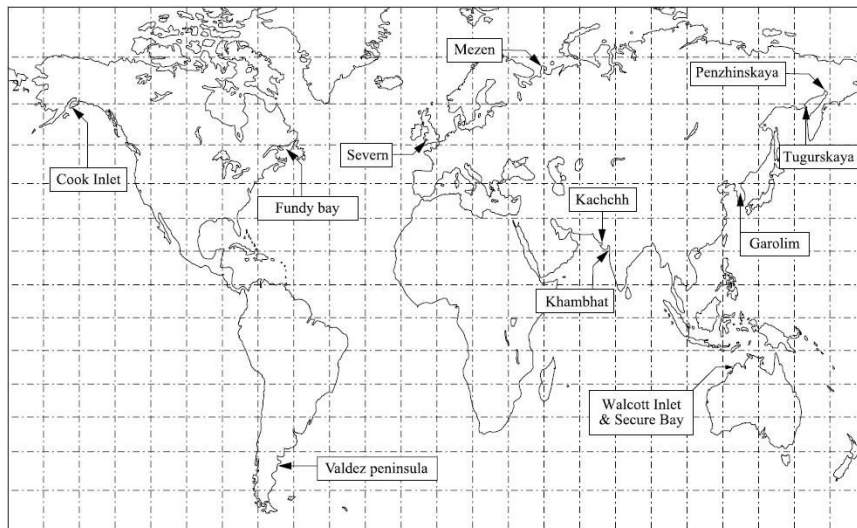 Mezen
Penzhinskaya
Severn
Tugurskaya
Cook Inlet
Fundy bay
Kachchh
Garolim
Khambhat
Walcott Inlet
& Secure Bay
Valdez peninsula